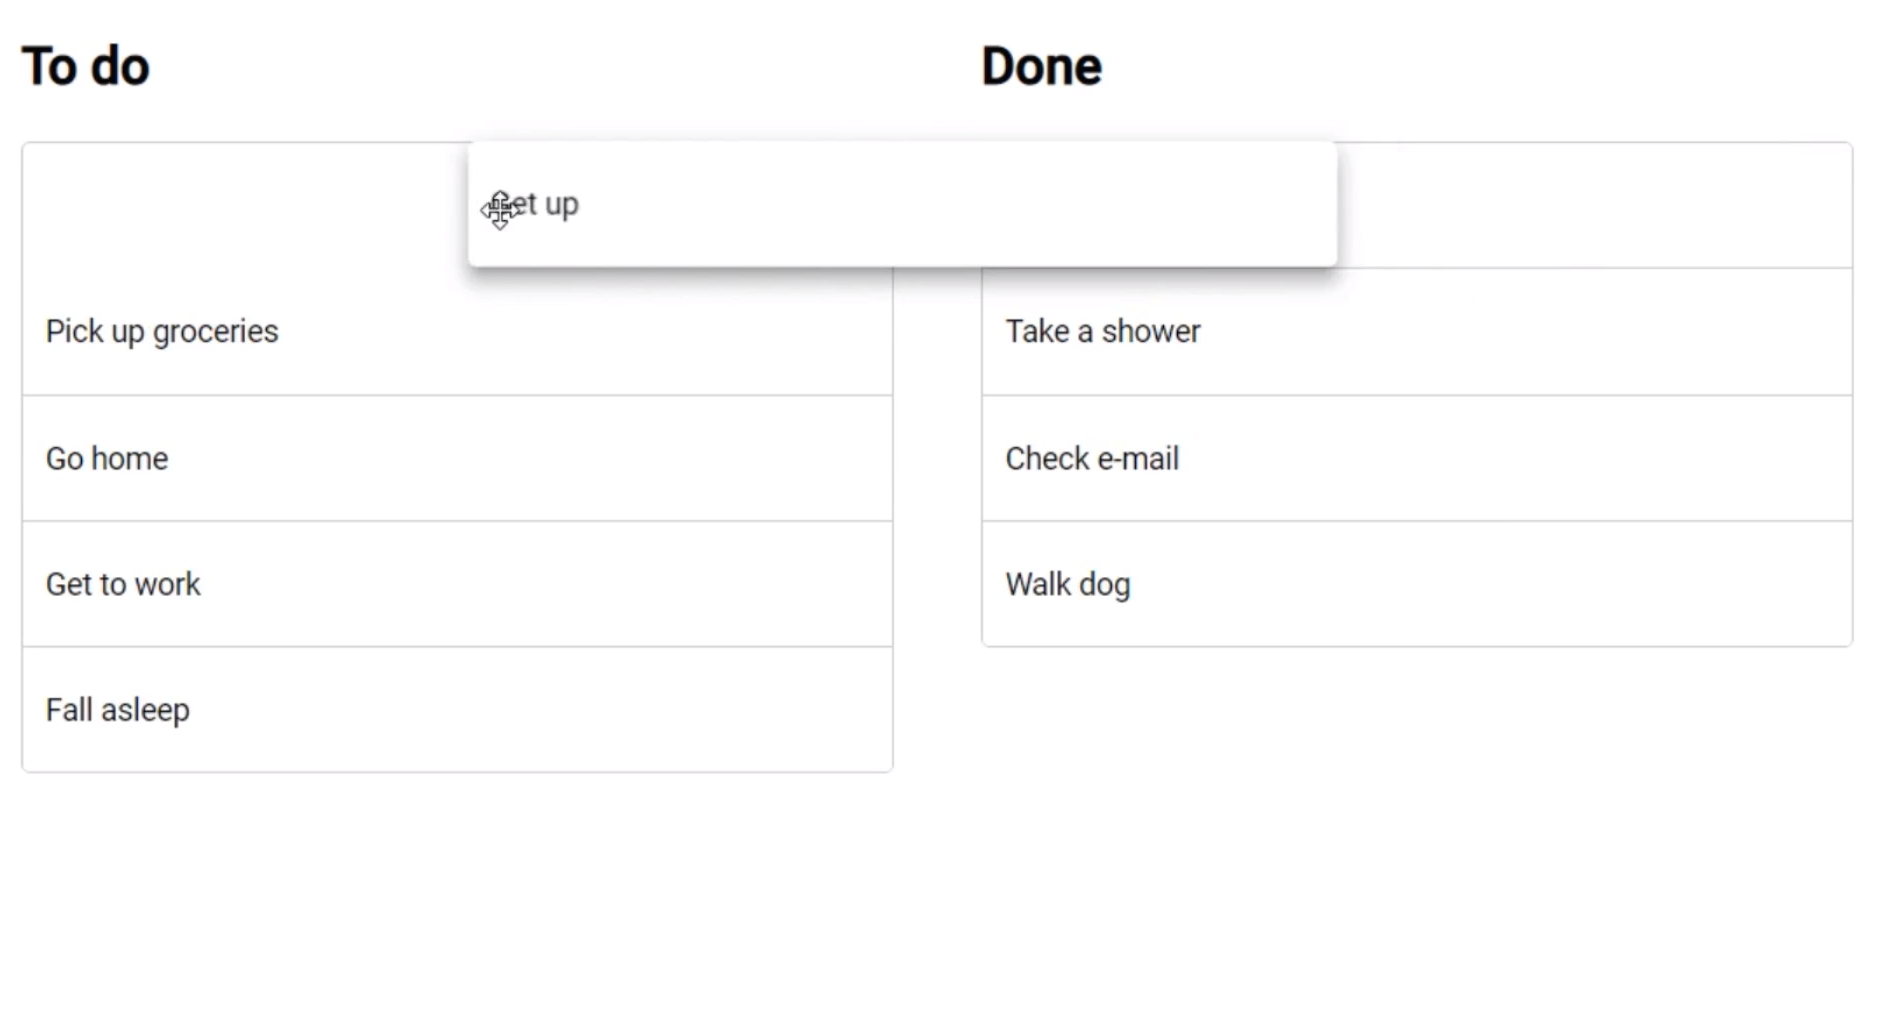 To do
Pick up groceries
Go home
Get to work
Fall asleep
Done
Get up
Take a shower
Check e-mail
Walk dog